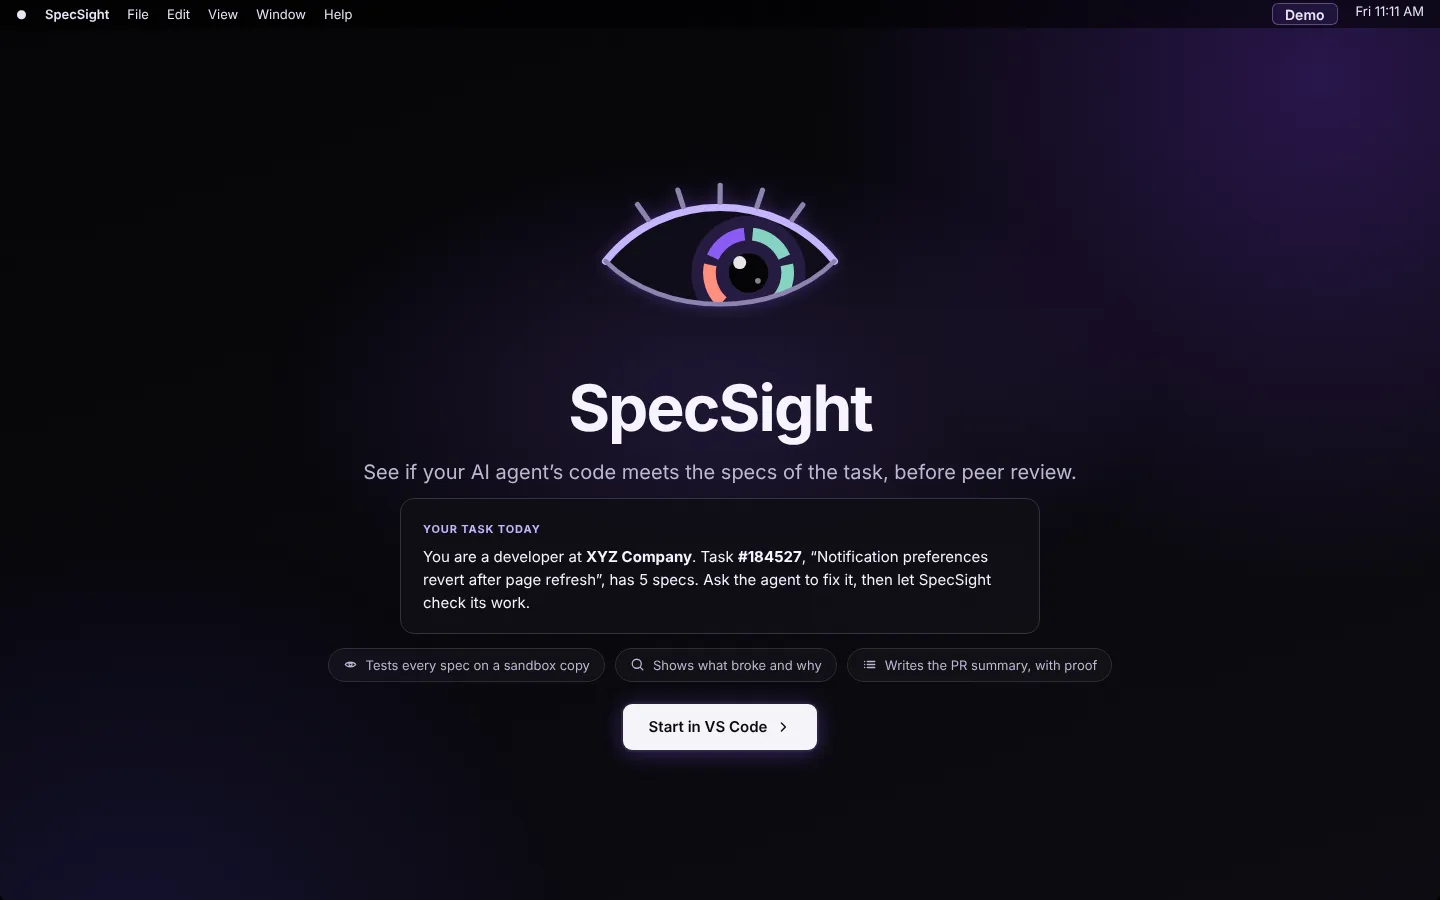 SpecSight File Edit View Window Help Demo Fri 11:11 AM
SpecSight
See if your AI agent’s code meets the specs of the task, before peer review.
YOUR TASK TODAY
You are a developer at XYZ Company. Task #184527, “Notification preferences
revert after page refresh”, has 5 specs. Ask the agent to fix it, then let SpecSight
check its work.
Tests every spec on a sandbox copy
Shows what broke and why
Writes the PR summary, with proof
Start in VS Code